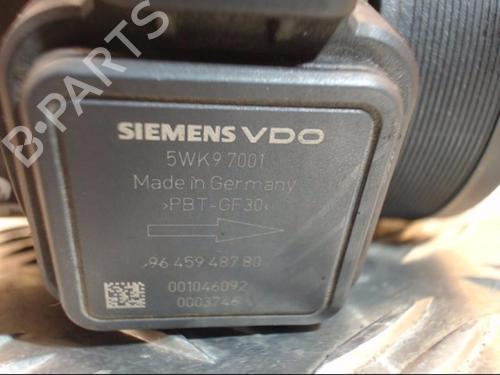 B-PARTS
SIEMENS VDO
5WK9 7001
Made in Germany
>PBT-GF30<
96 459 487 80
001046092
0003746